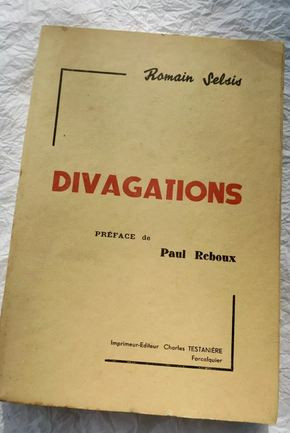 Romain Selsis
DIVAGATIONS
PRÉFACE de
Paul Reboux
Imprimeur-Editeur Charles TESTANIÈRE
Forcalquier